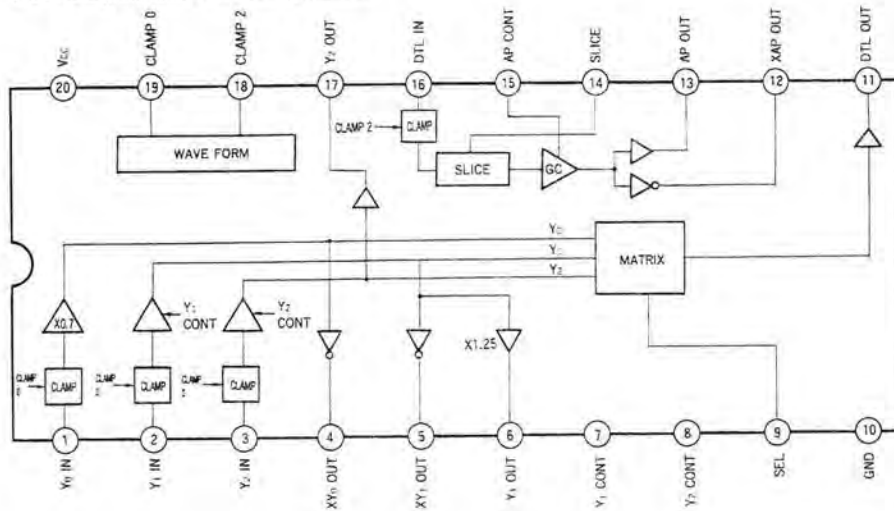 VCC
CLAMP 0
CLAMP 2
Y2 OUT
DTL IN
AP CONT
SLICE
AP OUT
XAP OUT
DTL OUT
20
19
18
17
16
15
14
13
12
11
CLAMP 2
CLAMP
WAVE FORM
SLICE
GC
Y0
Y0
Y2
MATRIX
X0.7
Y1
CONT
Y2
CONT
X1.25
CLAMP
CLAMP
CLAMP
CLAMP
CLAMP
CLAMP
1
2
3
4
5
6
7
8
9
10
Y0 IN
Y1 IN
Y2 IN
XY0 OUT
XY1 OUT
Y1 OUT
Y1 CONT
Y2 CONT
SEL
GND